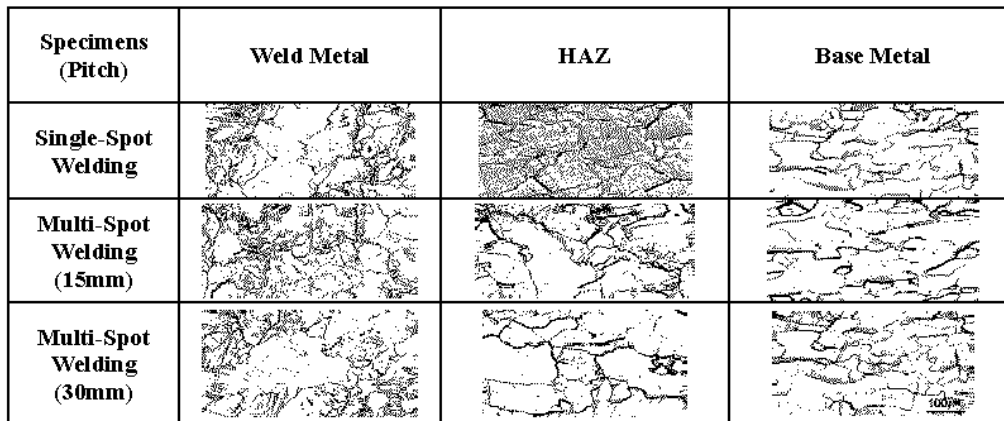 Specimens
(Pitch)
Weld Metal
HAZ
Base Metal
Single-Spot
Welding
Multi-Spot
Welding
(15mm)
Multi-Spot
Welding
(30mm)